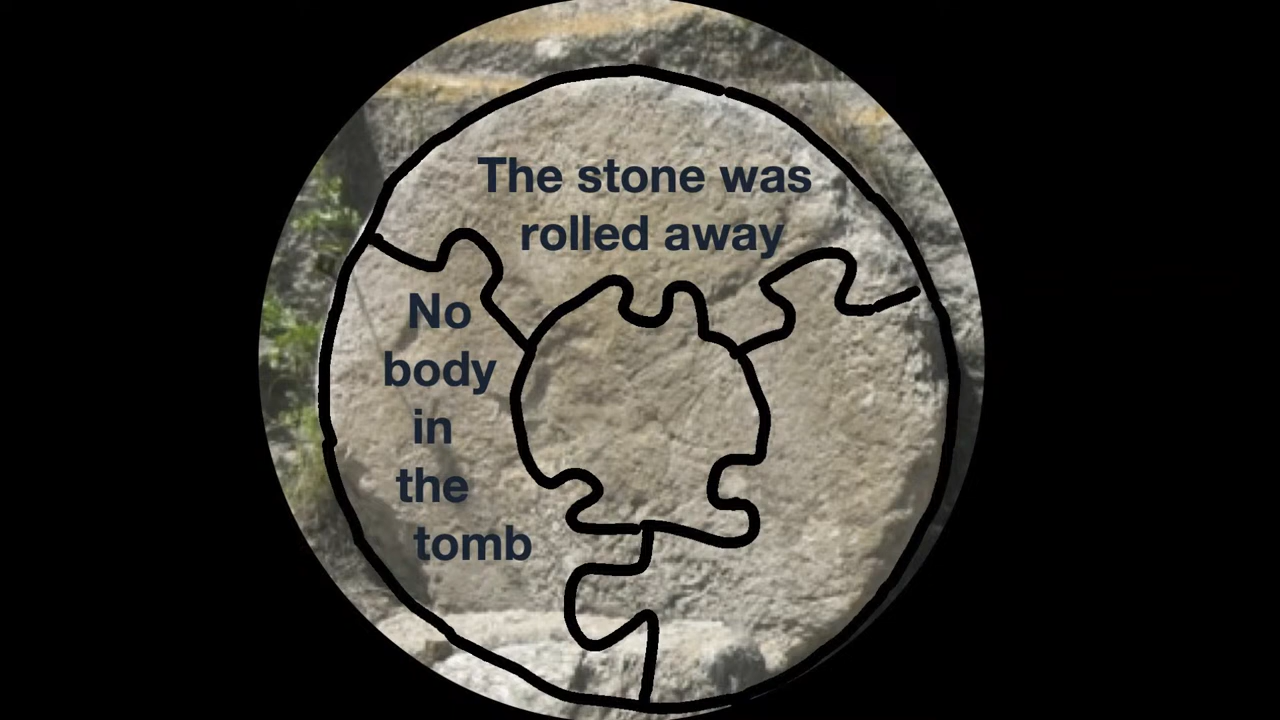 The stone was
rolled away
No
body
in
the
tomb